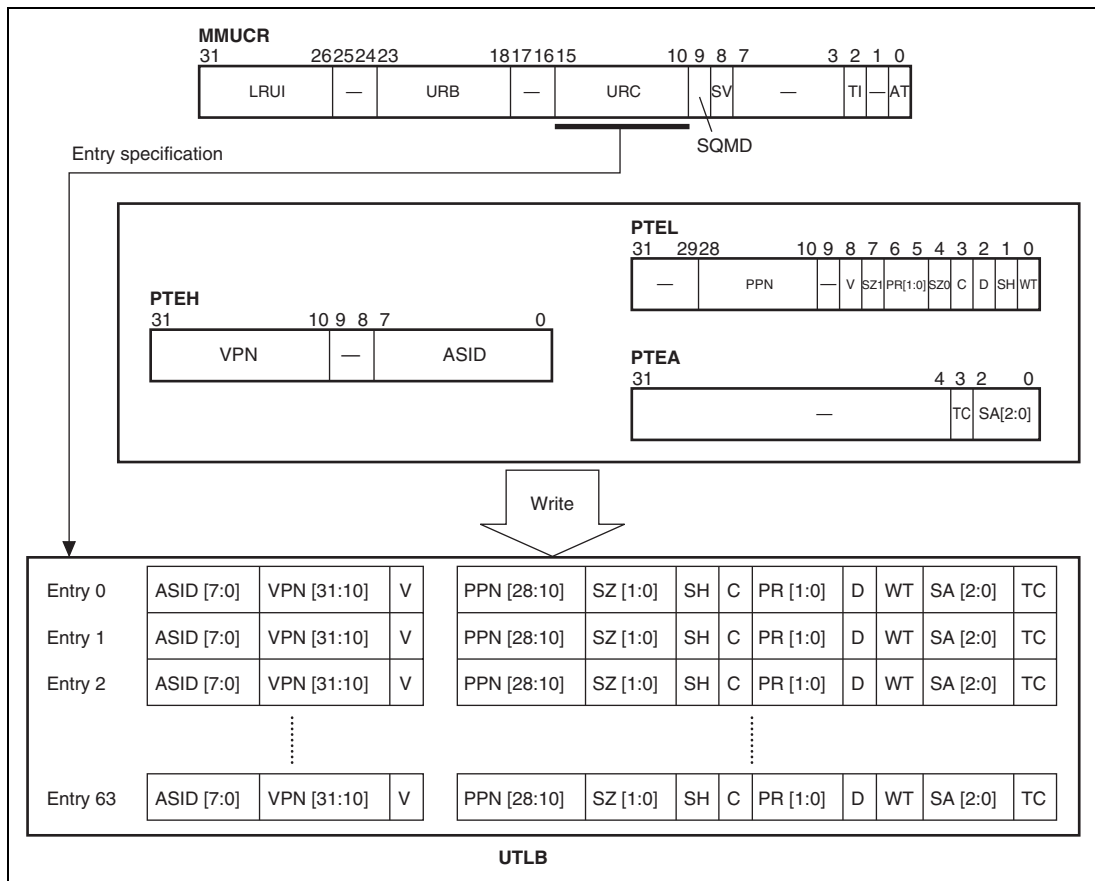 MMUCR
31 26 25 24 23 18 17 16 15 10 9 8 7 3 2 1 0
LRUI — URB — URC SV — TI — AT
SQMD
Entry specification
PTEL
31 29 28 10 9 8 7 6 5 4 3 2 1 0
— PPN — V SZ1 PR[1:0] SZ0 C D SH WT
PTEH
31 10 9 8 7 0
VPN — ASID
PTEA
31 4 3 2 0
— TC SA[2:0]
Write
Entry 0 ASID [7:0] VPN [31:10] V PPN [28:10] SZ [1:0] SH C PR [1:0] D WT SA [2:0] TC
Entry 1 ASID [7:0] VPN [31:10] V PPN [28:10] SZ [1:0] SH C PR [1:0] D WT SA [2:0] TC
Entry 2 ASID [7:0] VPN [31:10] V PPN [28:10] SZ [1:0] SH C PR [1:0] D WT SA [2:0] TC
Entry 63 ASID [7:0] VPN [31:10] V PPN [28:10] SZ [1:0] SH C PR [1:0] D WT SA [2:0] TC
UTLB